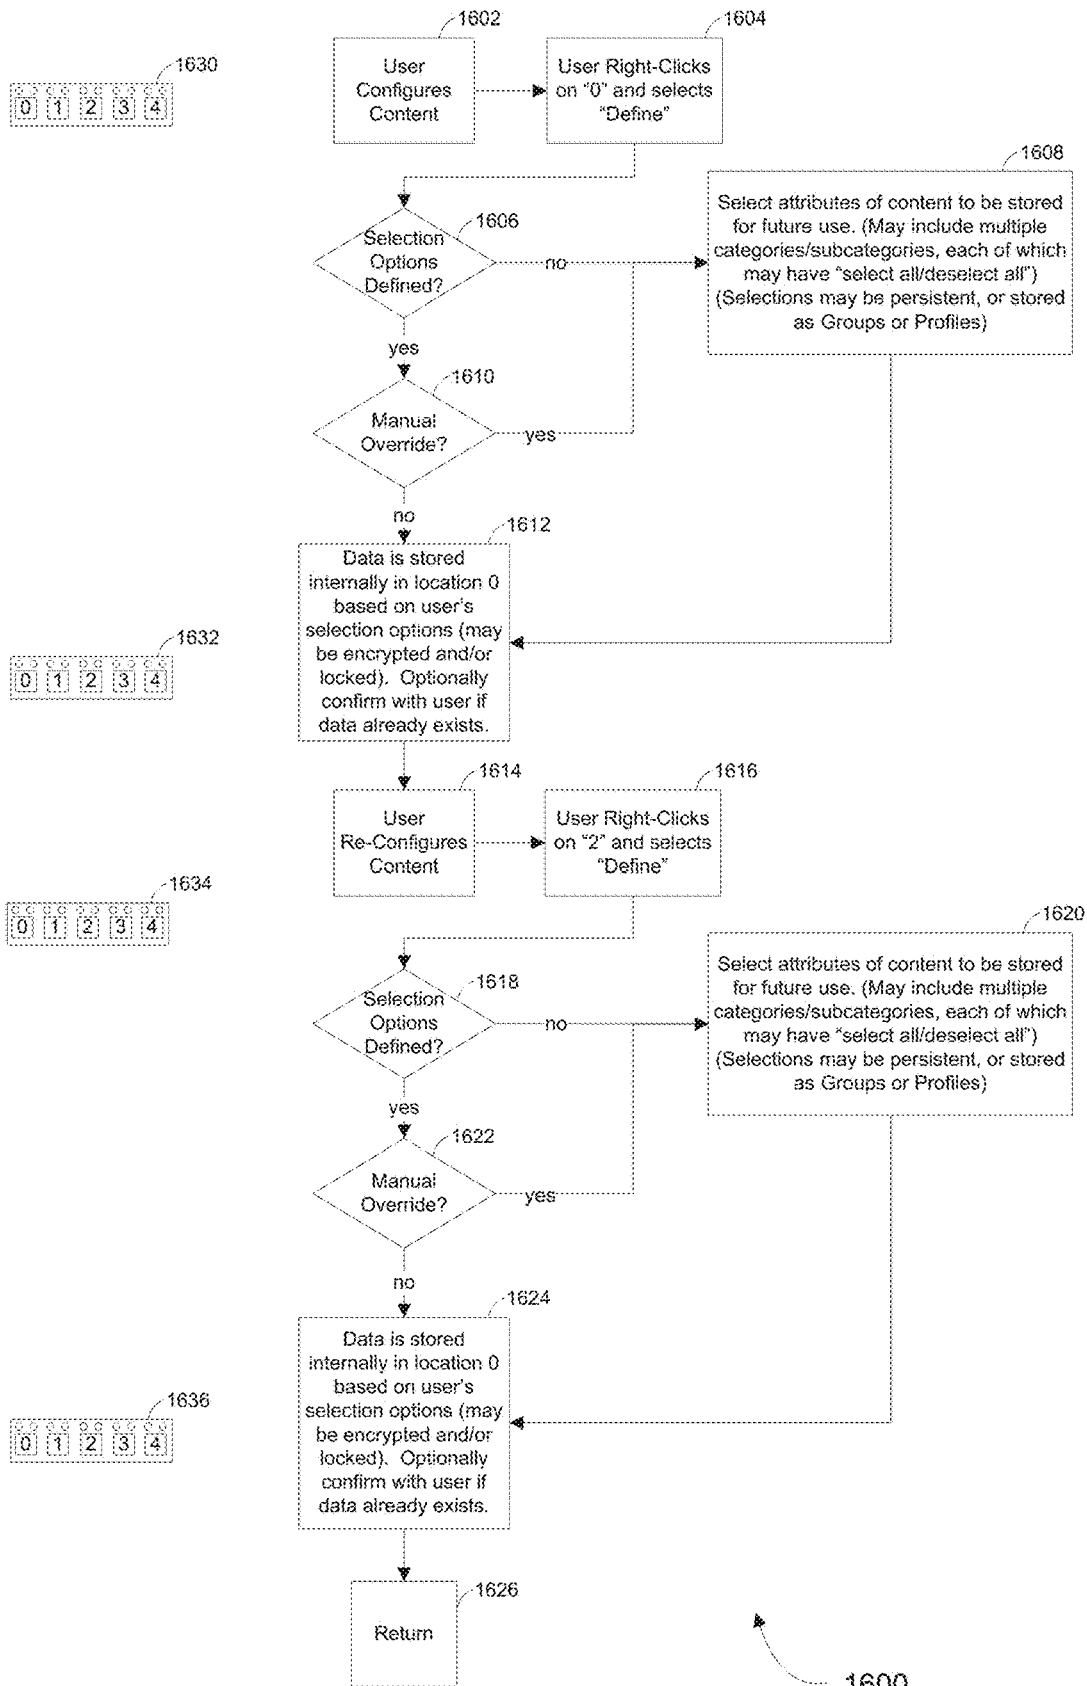 1602
1604
1630
0 1 2 3 4
User
Configures
Content
User Right-Clicks
on "0" and selects
"Define"
1608
Select attributes of content to be stored
for future use. (May include multiple
categories/subcategories, each of which
may have "select all/deselect all")
(Selections may be persistent, or stored
as Groups or Profiles)
1606
Selection
Options
Defined?
no
yes
1610
Manual
Override?
yes
no
1612
Data is stored
internally in location 0
based on user's
selection options (may
be encrypted and/or
locked). Optionally
confirm with user if
data already exists.
1632
0 1 2 3 4
1614
1616
User
Re-Configures
Content
User Right-Clicks
on "2" and selects
"Define"
1634
0 1 2 3 4
1620
Select attributes of content to be stored
for future use. (May include multiple
categories/subcategories, each of which
may have "select all/deselect all")
(Selections may be persistent, or stored
as Groups or Profiles)
1618
Selection
Options
Defined?
no
yes
1622
Manual
Override?
yes
no
1624
Data is stored
internally in location 0
based on user's
selection options (may
be encrypted and/or
locked). Optionally
confirm with user if
data already exists.
1636
0 1 2 3 4
1626
Return
1600